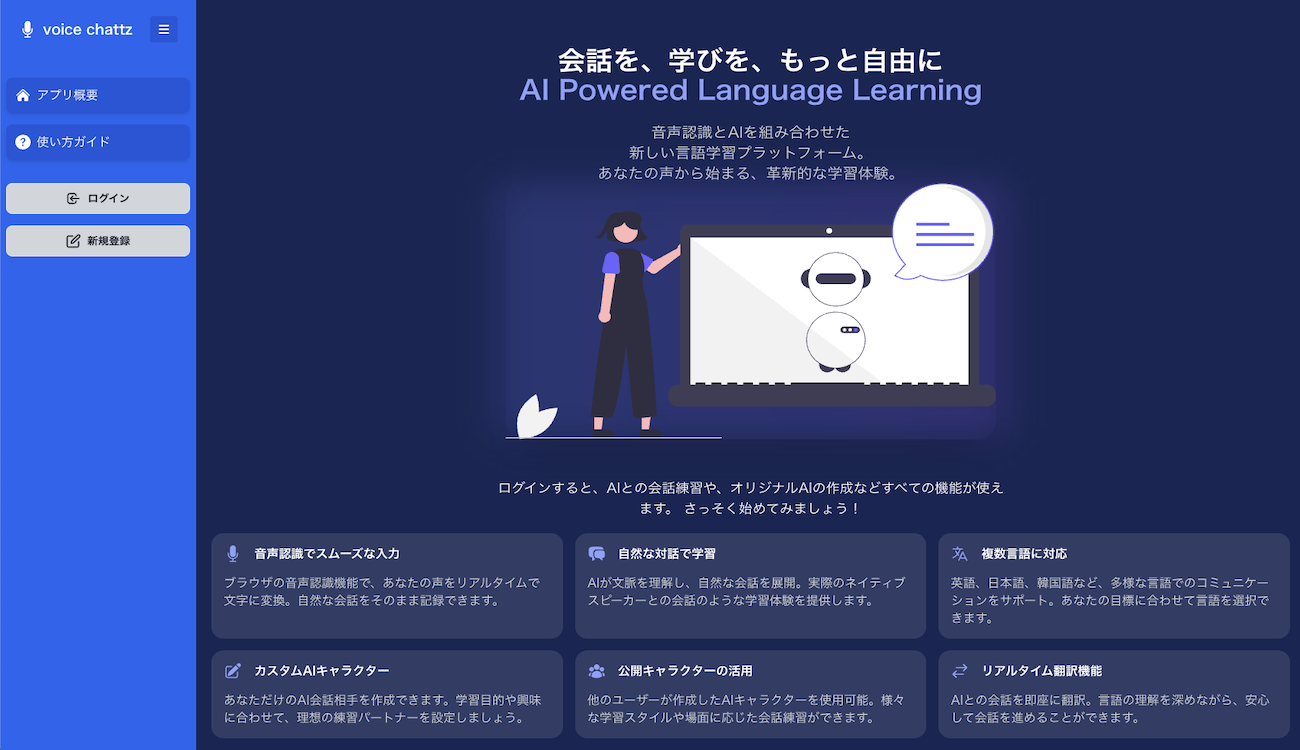 voice chattz
アプリ概要
使い方ガイド
ログイン
新規登録
会話を、学びを、もっと自由に
AI Powered Language Learning
音声認識とAIを組み合わせた
新しい言語学習プラットフォーム。
あなたの声から始まる、革新的な学習体験。
ログインすると、AIとの会話練習や、オリジナルAIの作成などすべての機能が使え
ます。 さっそく始めてみましょう！
音声認識でスムーズな入力
ブラウザの音声認識機能で、あなたの声をリアルタイムで
文字に変換。自然な会話をそのまま記録できます。
自然な対話で学習
AIが文脈を理解し、自然な会話を展開。実際のネイティブ
スピーカーとの会話のような学習体験を提供します。
複数言語に対応
英語、日本語、韓国語など、多様な言語でのコミュニケー
ションをサポート。あなたの目標に合わせて言語を選択で
きます。
カスタムAIキャラクター
あなただけのAI会話相手を作成できます。学習目的や興味
に合わせて、理想の練習パートナーを設定しましょう。
公開キャラクターの活用
他のユーザーが作成したAIキャラクターを使用可能。様々
な学習スタイルや場面に応じた会話練習ができます。
リアルタイム翻訳機能
AIとの会話を即座に翻訳。言語の理解を深めながら、安心
して会話を進めることができます。